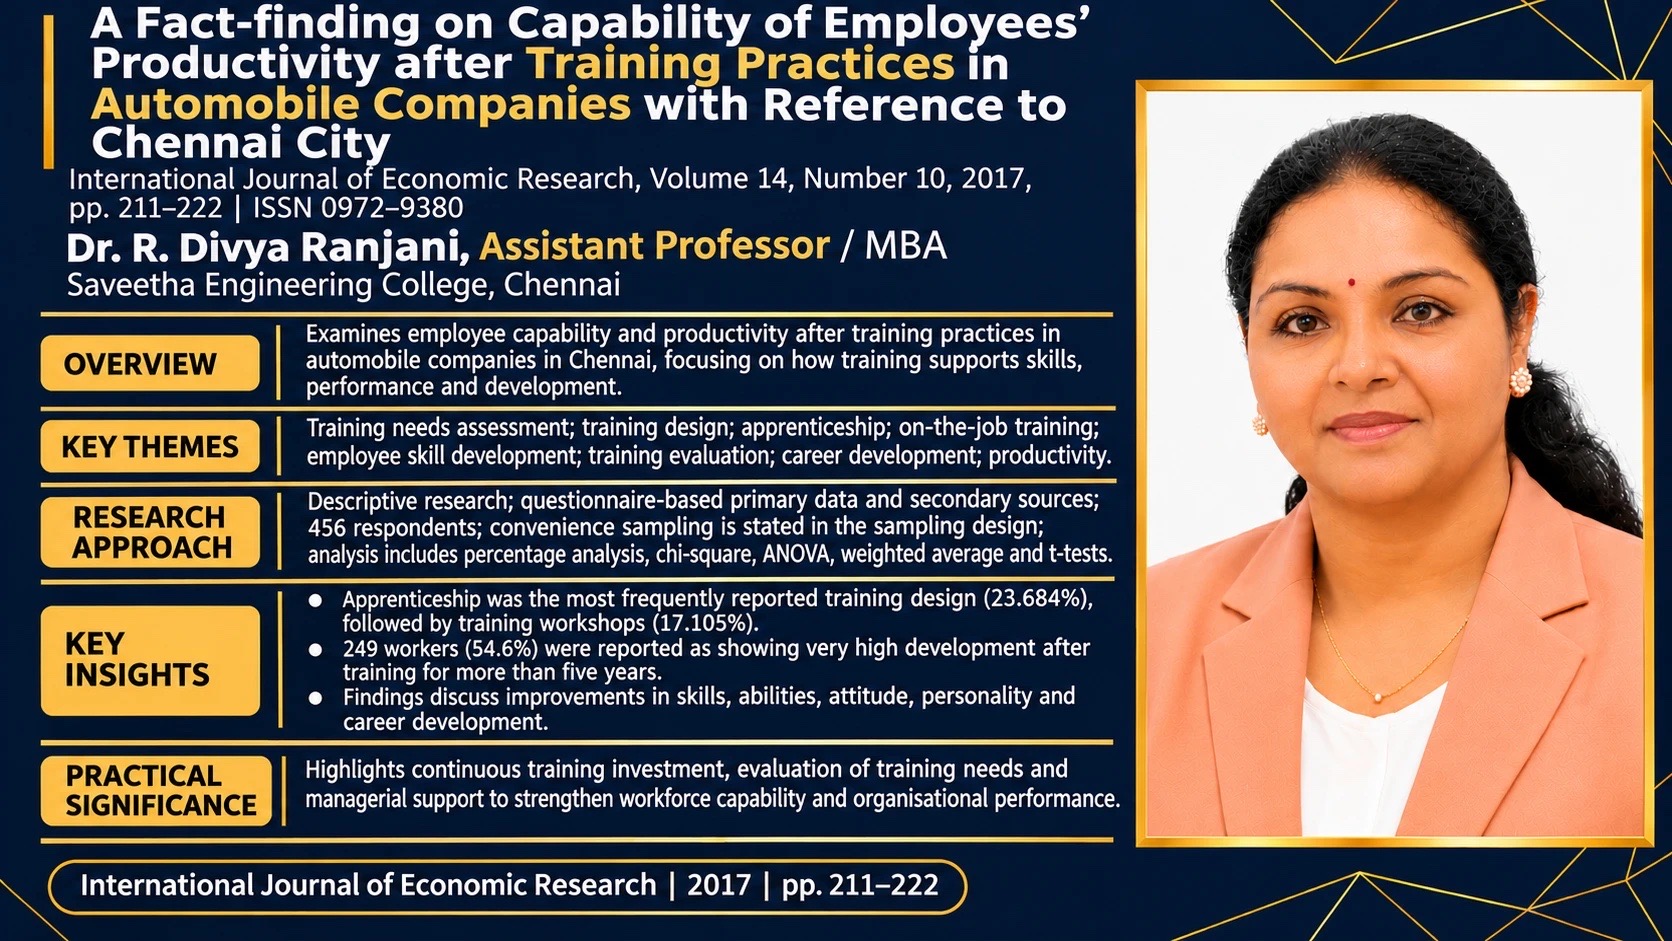 A Fact-finding on Capability of Employees’
Productivity after Training Practices in
Automobile Companies with Reference to
Chennai City
International Journal of Economic Research, Volume 14, Number 10, 2017,
pp. 211–222 | ISSN 0972–9380
Dr. R. Divya Ranjani, Assistant Professor / MBA
Saveetha Engineering College, Chennai
OVERVIEW
Examines employee capability and productivity after training practices in
automobile companies in Chennai, focusing on how training supports skills,
performance and development.
KEY THEMES
Training needs assessment; training design; apprenticeship; on-the-job training;
employee skill development; training evaluation; career development; productivity.
RESEARCH
APPROACH
Descriptive research; questionnaire-based primary data and secondary sources;
456 respondents; convenience sampling is stated in the sampling design;
analysis includes percentage analysis, chi-square, ANOVA, weighted average and t-tests.
KEY
INSIGHTS
● Apprenticeship was the most frequently reported training design (23.684%),
followed by training workshops (17.105%).
● 249 workers (54.6%) were reported as showing very high development after
training for more than five years.
● Findings discuss improvements in skills, abilities, attitude, personality and
career development.
PRACTICAL
SIGNIFICANCE
Highlights continuous training investment, evaluation of training needs and
managerial support to strengthen workforce capability and organisational performance.
International Journal of Economic Research | 2017 | pp. 211–222